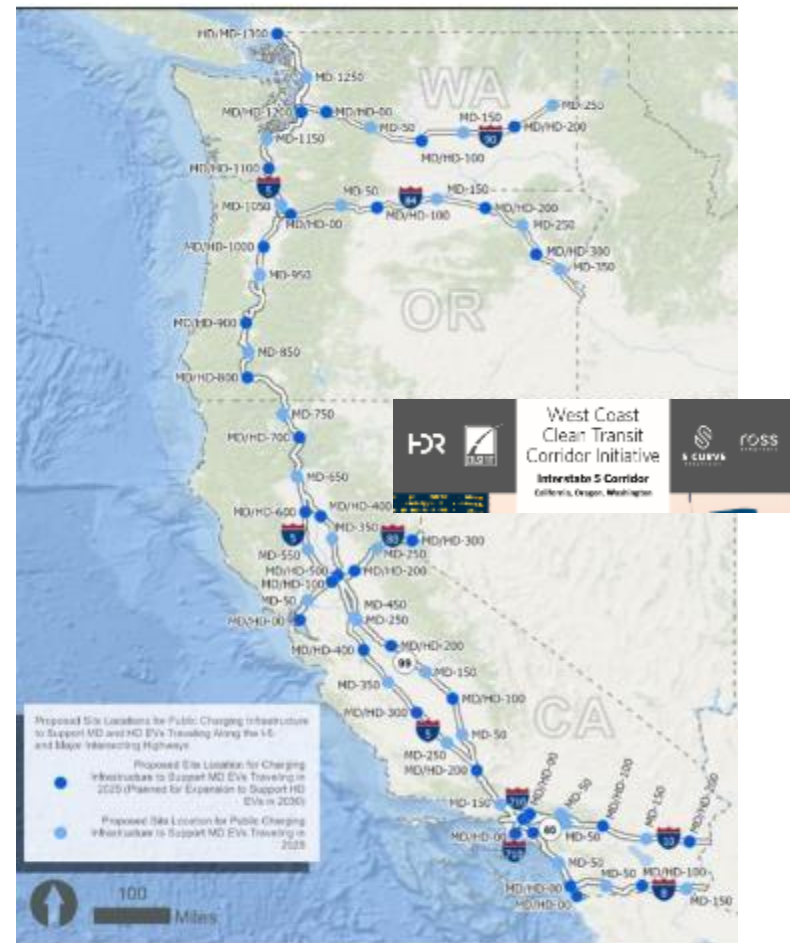 HD/MD-1300
MD-1250
WA
MD/HD-1200
MD/HD-00
MD-50
MD-150
MD-250
MD/HD-200
90
MD/HD-100
MD-1150
MD/HD-1100
5
MD-1050
MD/HD-00
MD-50
84
MD/HD-100
MD-150
MD/HD-200
MD-250
MD/HD-300
MD-350
MD/HD-1000
MD-950
OR
MD/HD-900
MD-850
MD/HD-800
MD-750
MD/HD-700
MD-650
HDR
West Coast
Clean Transit
Corridor Initiative
Interstate 5 Corridor
California, Oregon, Washington
S CURVE
ross
MD/HD-600
MD/HD-400
5
MD-350
80
MD/HD-300
MD-250
MD-550
MD/HD-500
MD/HD-200
MD/HD-100
MD-50
MD/HD-00
MD-450
MD-250
MD/HD-400
MD/HD-200
99
MD-150
MD-350
MD/HD-100
MD/HD-300
CA
5
MD-50
MD-250
MD/HD-200
MD-150
710
MD/HD-00
MD-50
MD/HD-100
MD-150
MD/HD-200
MD/HD-00
60
MD-50
10
710
MD-50
MD-50
MD/HD-100
MD/HD-00
8
MD/HD-00
MD-150
Proposed Site Locations for Public Charging Infrastructure
to Support MD and HD EVs Traveling Along the I-5
and Major Intersecting Highways
Proposed Site Location for Charging
Infrastructure to Support MD EVs Traveling in
2025 (Planned for Expansion to Support HD
EVs in 2030)
Proposed Site Location for Public Charging
Infrastructure to Support MD EVs Traveling in
2025
100
Miles